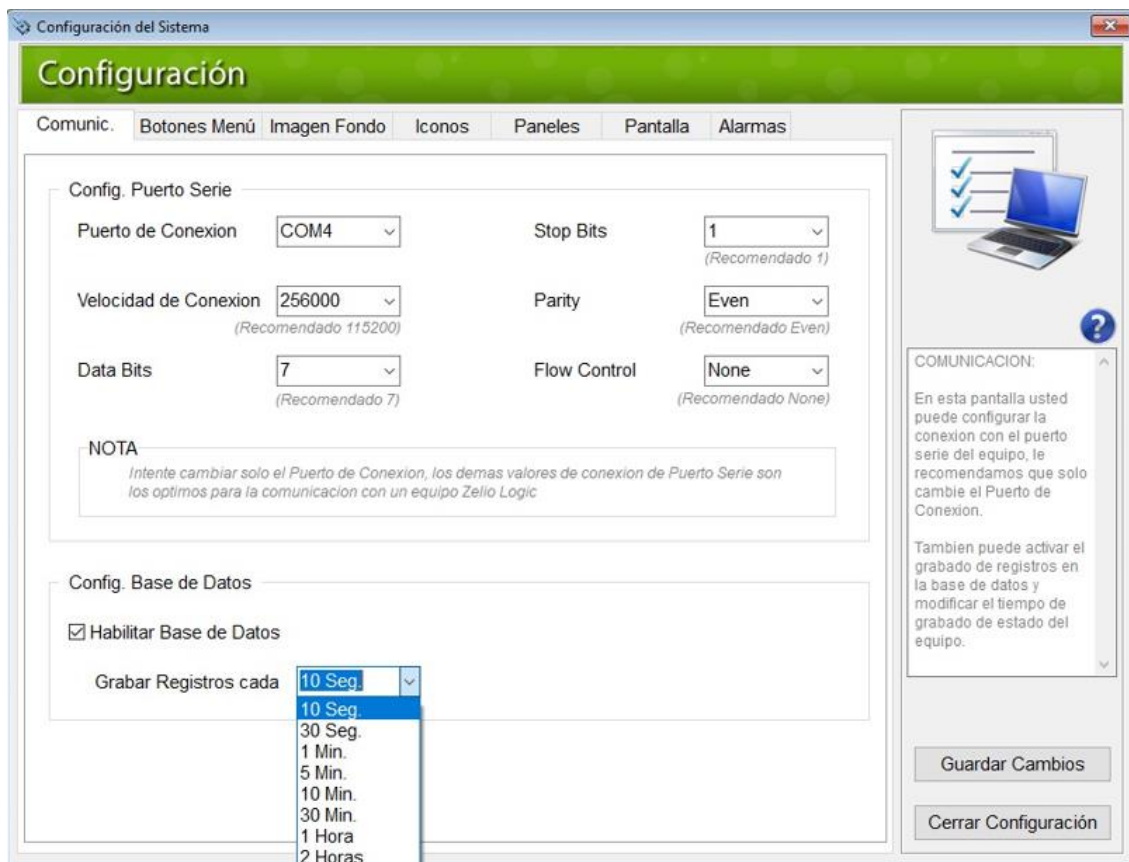 Configuración del Sistema
Configuración
Comunic. Botones Menú Imagen Fondo Iconos Paneles Pantalla Alarmas
Config. Puerto Serie
Puerto de Conexion COM4
Stop Bits 1
(Recomendado 1)
Velocidad de Conexion 256000
(Recomendado 115200)
Parity Even
(Recomendado Even)
Data Bits 7
(Recomendado 7)
Flow Control None
(Recomendado None)
NOTA
Intente cambiar solo el Puerto de Conexion, los demas valores de conexion de Puerto Serie son
los optimos para la comunicacion con un equipo Zelio Logic
Config. Base de Datos
Habilitar Base de Datos
Grabar Registros cada 10 Seg.
10 Seg.
30 Seg.
1 Min.
5 Min.
10 Min.
30 Min.
1 Hora
2 Horas
?
COMUNICACION:
En esta pantalla usted
puede configurar la
conexion con el puerto
serie del equipo, le
recomendamos que solo
cambie el Puerto de
Conexion.
Tambien puede activar el
grabado de registros en
la base de datos y
modificar el tiempo de
grabado de estado del
equipo.
Guardar Cambios
Cerrar Configuración